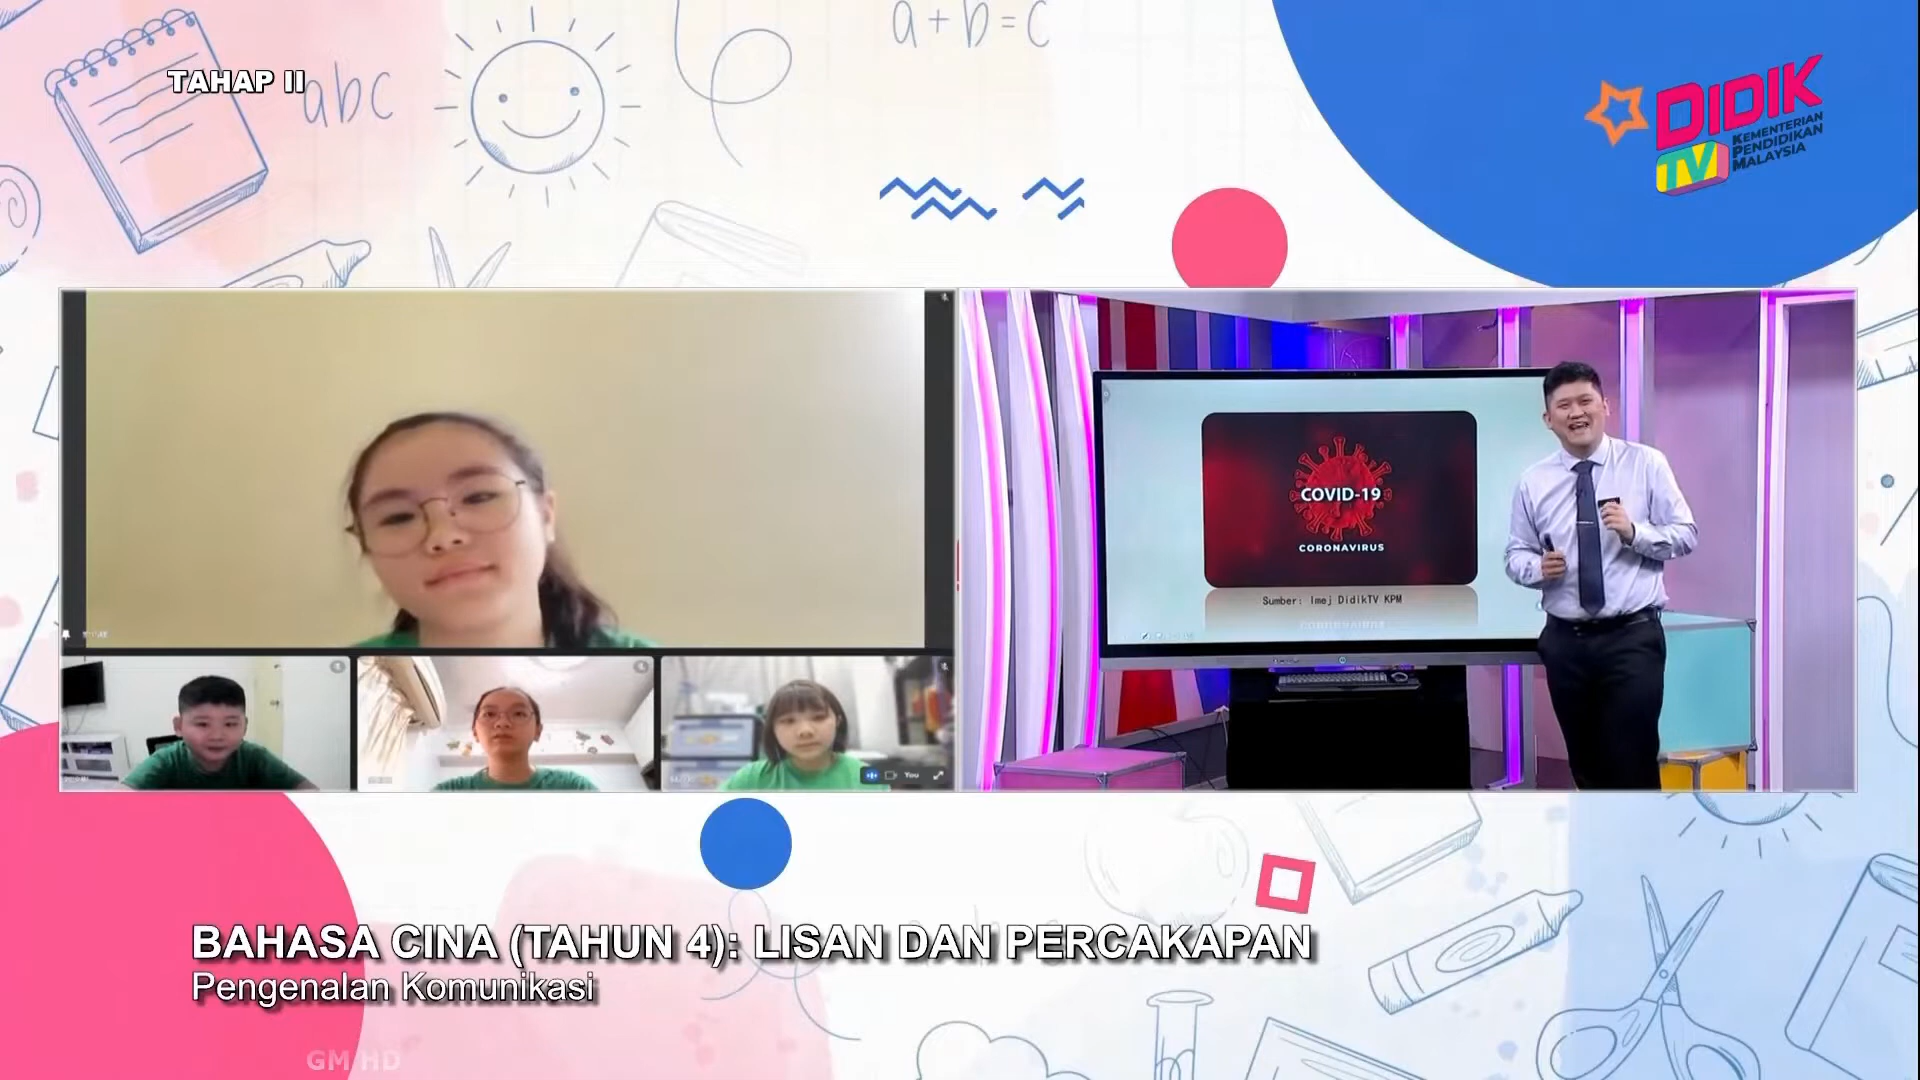 a+b=c
TAHAP II
abc
DIDIK
TV
KEMENTERIAN
PENDIDIKAN
MALAYSIA
COVID-19
CORONAVIRUS
Sumber: Imej DidikTV KPM
You
BAHASA CINA (TAHUN 4): LISAN DAN PERCAKAPAN
Pengenalan Komunikasi
GM HD